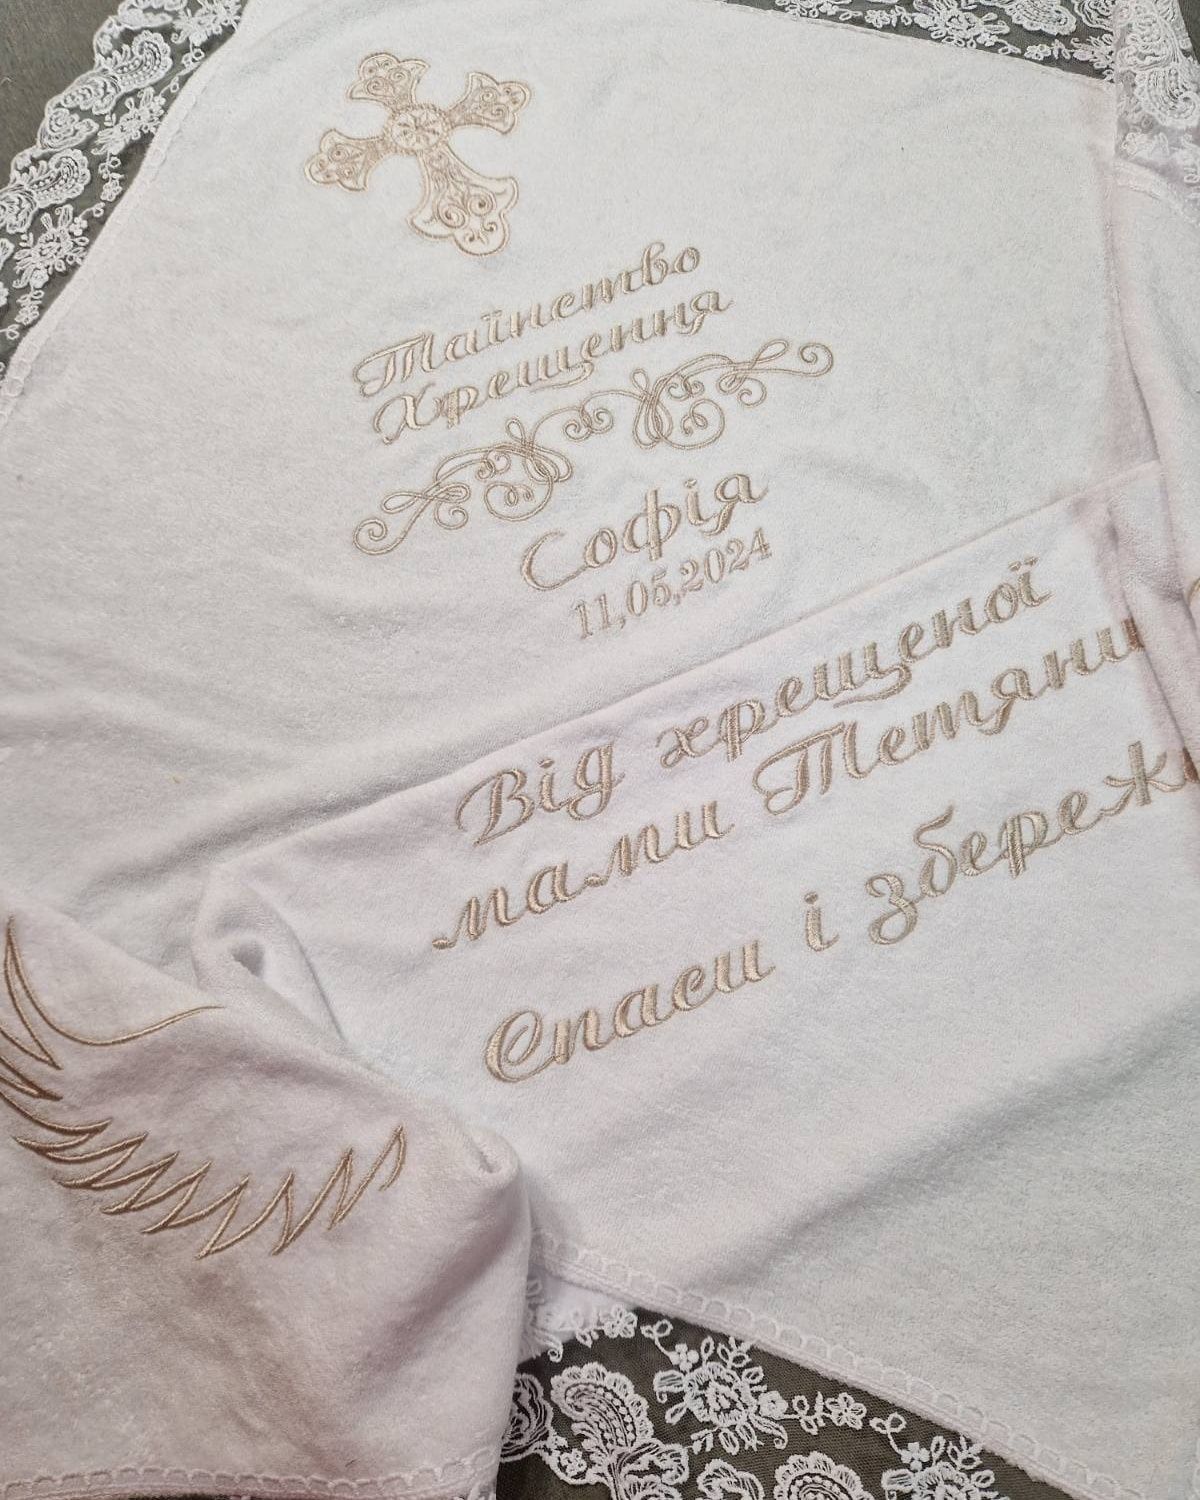 Таїнство
Хрещення
Софія
11,05,2024
Від хрещеної
мами Тетяни
Спаси і збережи